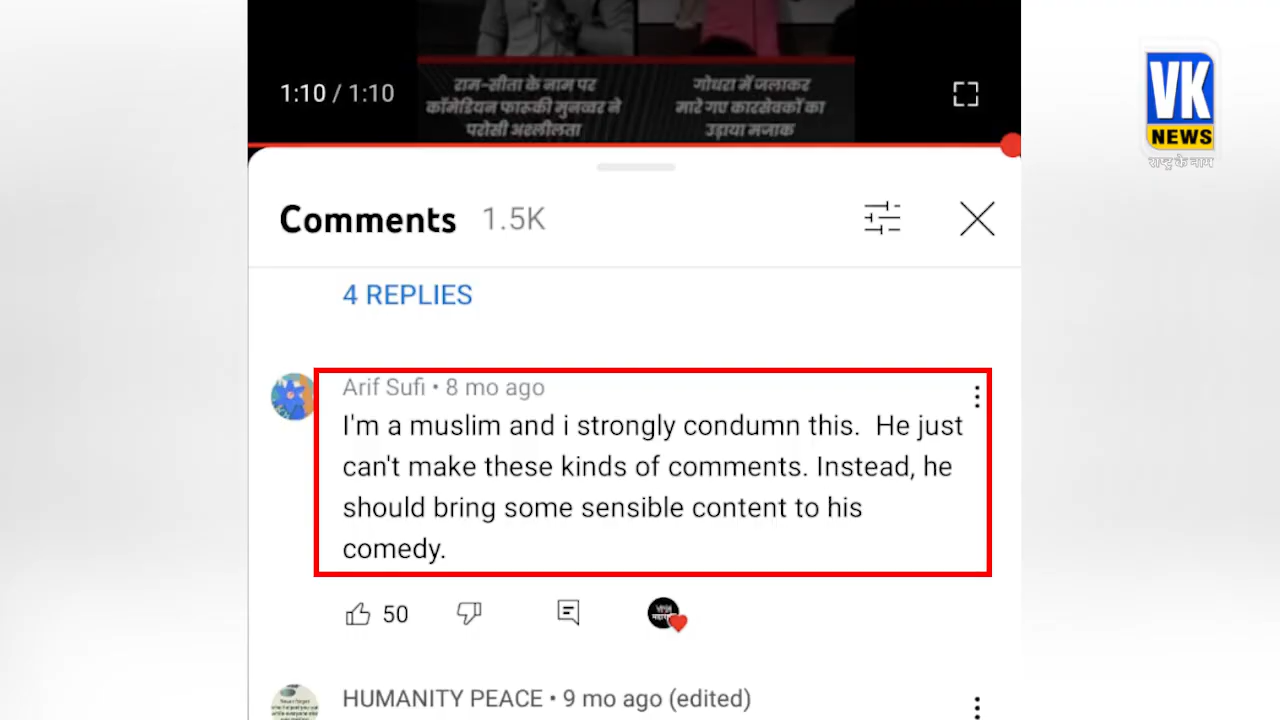 1:10 / 1:10
राम-सीता के नाम पर
कॉमेडियन फारूकी मुनव्वर ने
परोसी अश्लीलता
गोधरा में जलाकर
मारे गए कारसेवकों का
उड़ाया मजाक
VK
NEWS
राष्ट्र के नाम
Comments 1.5K
4 REPLIES
Arif Sufi • 8 mo ago
I'm a muslim and i strongly condumn this. He just
can't make these kinds of comments. Instead, he
should bring some sensible content to his
comedy.
50
HUMANITY PEACE • 9 mo ago (edited)